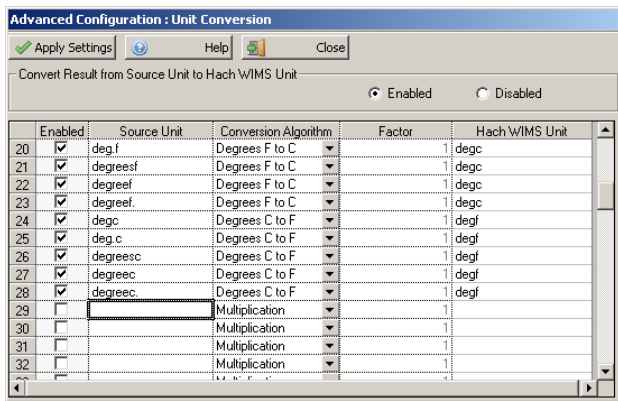 Advanced Configuration : Unit Conversion
Apply Settings Help Close
Convert Result from Source Unit to Hach WIMS Unit
Enabled Disabled
Enabled Source Unit Conversion Algorithm Factor Hach WIMS Unit
20 deg.f Degrees F to C 1 degc
21 degreesf Degrees F to C 1 degc
22 degreef Degrees F to C 1 degc
23 degreef. Degrees F to C 1 degc
24 degc Degrees C to F 1 degf
25 deg.c Degrees C to F 1 degf
26 degreesc Degrees C to F 1 degf
27 degreec Degrees C to F 1 degf
28 degreec. Degrees C to F 1 degf
29 Multiplication 1
30 Multiplication 1
31 Multiplication 1
32 Multiplication 1